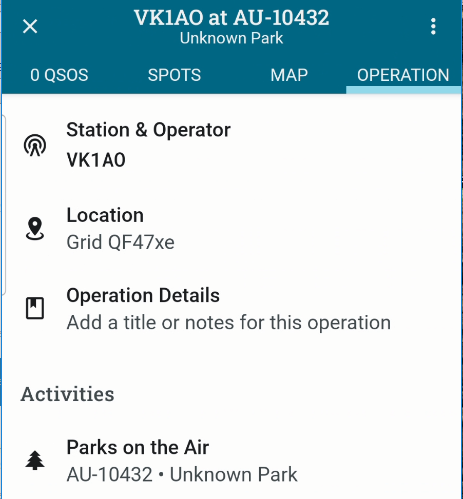 VK1AO at AU-10432
Unknown Park
0 QSOS
SPOTS
MAP
OPERATION
Station & Operator
VK1AO
Location
Grid QF47xe
Operation Details
Add a title or notes for this operation
Activities
Parks on the Air
AU-10432 • Unknown Park